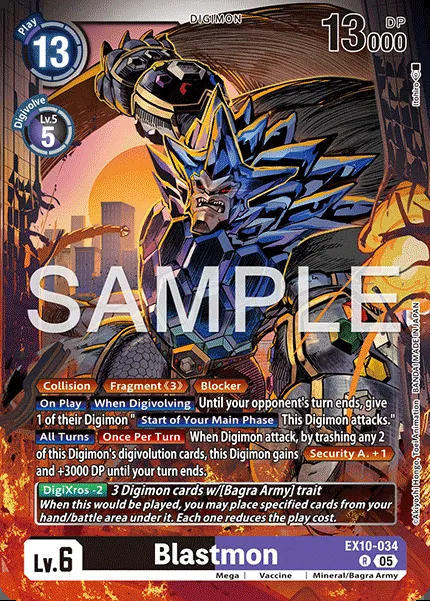 DIGIMON
Play
13
DP
13000
Digivolve
Lv.5
5
Itohiro
SAMPLE
©Akiyoshi Hongo, Toei Animation BANDAI MADE IN JAPAN
Collision Fragment《3》 Blocker
On Play When Digivolving Until your opponent's turn ends, give
1 of their Digimon " Start of Your Main Phase This Digimon attacks."
All Turns Once Per Turn When Digimon attack, by trashing any 2
of this Digimon's digivolution cards, this Digimon gains Security A. +1
and +3000 DP until your turn ends.
DigiXros -2 3 Digimon cards w/[Bagra Army] trait
When this would be played, you may place specified cards from your
hand/battle area under it. Each one reduces the play cost.
Lv.6 Blastmon EX10-034
R 05
Mega Vaccine Mineral/Bagra Army